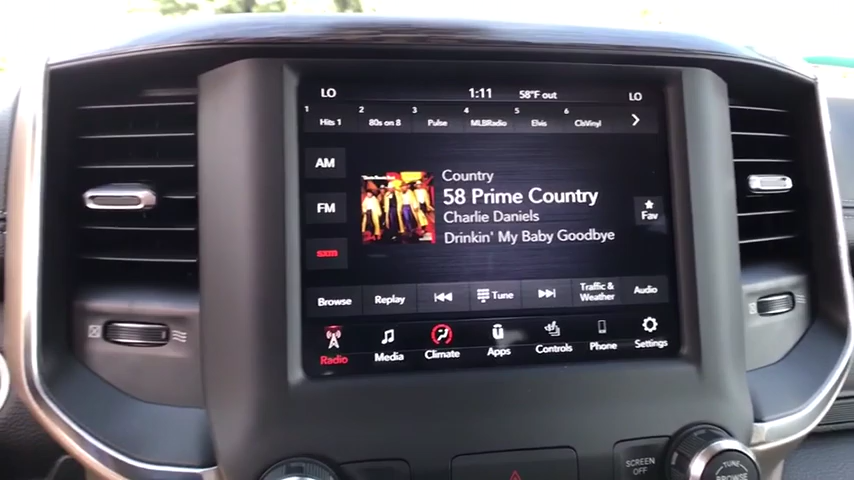 LO 1:11 58°F out LO
1 2 3 4 5 6
Hits 1 80s on 8 Pulse MLBRadio Elvis ClsVinyl
AM
FM
sxm
Country
58 Prime Country
Charlie Daniels
Drinkin' My Baby Goodbye
Fav
Browse Replay Tune Traffic & Weather Audio
Radio Media Climate Apps Controls Phone Settings
SCREEN
OFF
TUNE
BROWSE